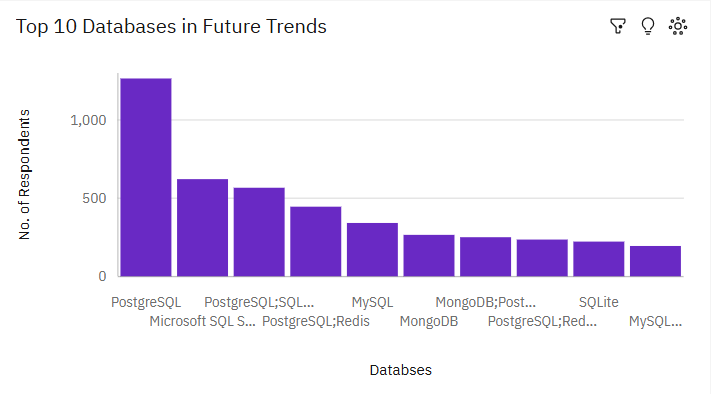 Top 10 Databases in Future Trends
No. of Respondents
1,000
500
0
PostgreSQL PostgreSQL;SQL... MySQL MongoDB;Post... SQLite
Microsoft SQL S... PostgreSQL;Redis MongoDB PostgreSQL;Red... MySQL...
Databses